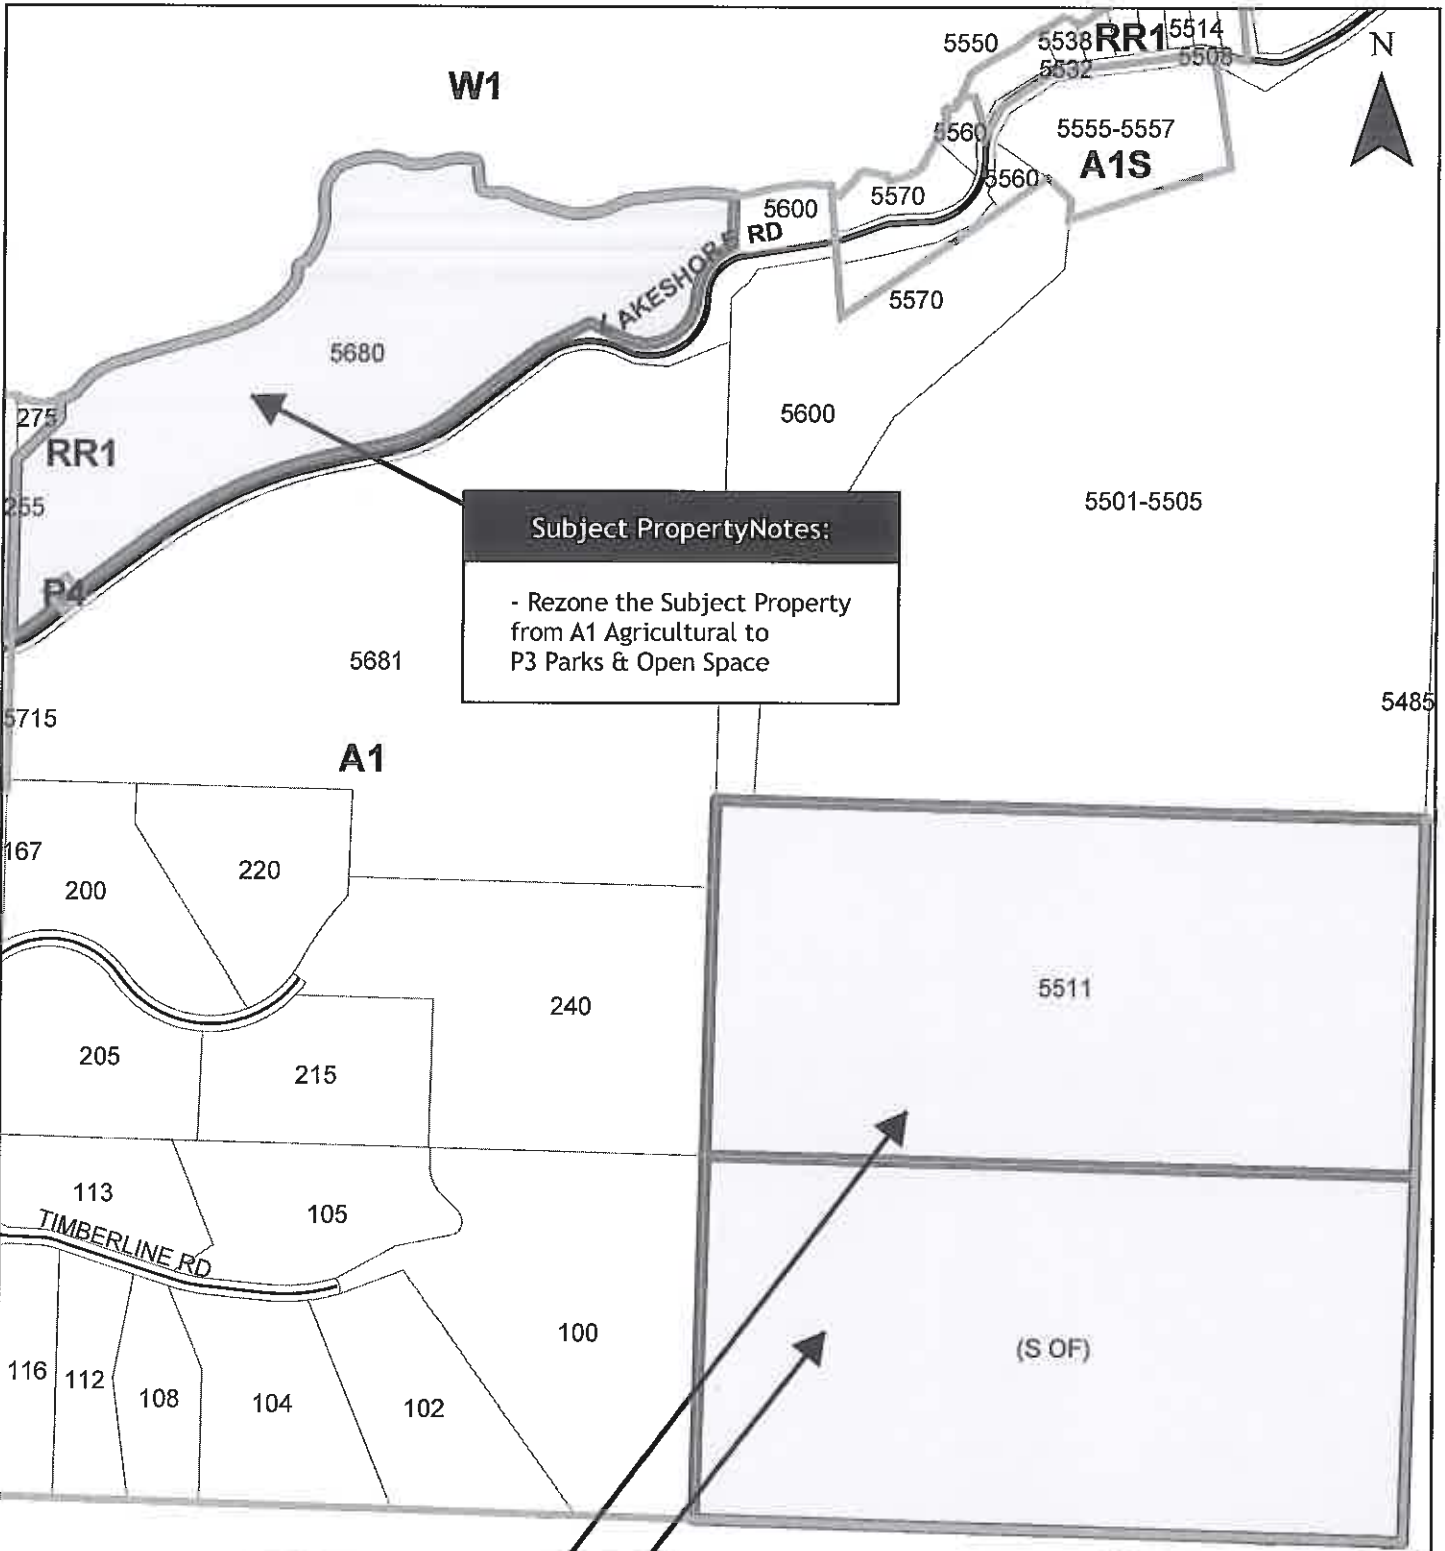 5550
5538
RR1
5514
N
5532
5508
W1
5560
5555-5557
A1S
5560
5570
5600
LAKESHORE RD
5570
5680
5600
275
RR1
255
5501-5505
Subject PropertyNotes:
- Rezone the Subject Property
from A1 Agricultural to
P3 Parks & Open Space
P4
5681
5485
5715
A1
167
220
200
5511
240
205
215
113
105
TIMBERLINE RD
100
(S OF)
116
112
108
104
102